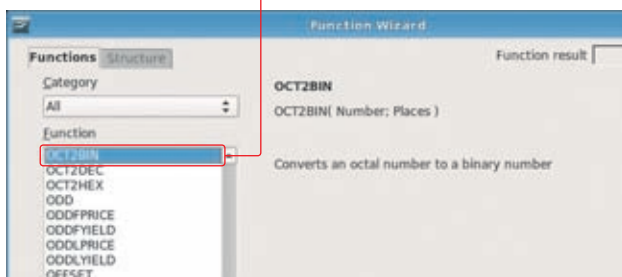 Function Wizard
Functions Structure
Function result
Category
All
Function
OCT2BIN
OCT2DEC
OCT2HEX
ODD
ODDFPRICE
ODDFYIELD
ODDLPRICE
ODDLYIELD
OFFSET
OCT2BIN
OCT2BIN( Number; Places )
Converts an octal number to a binary number